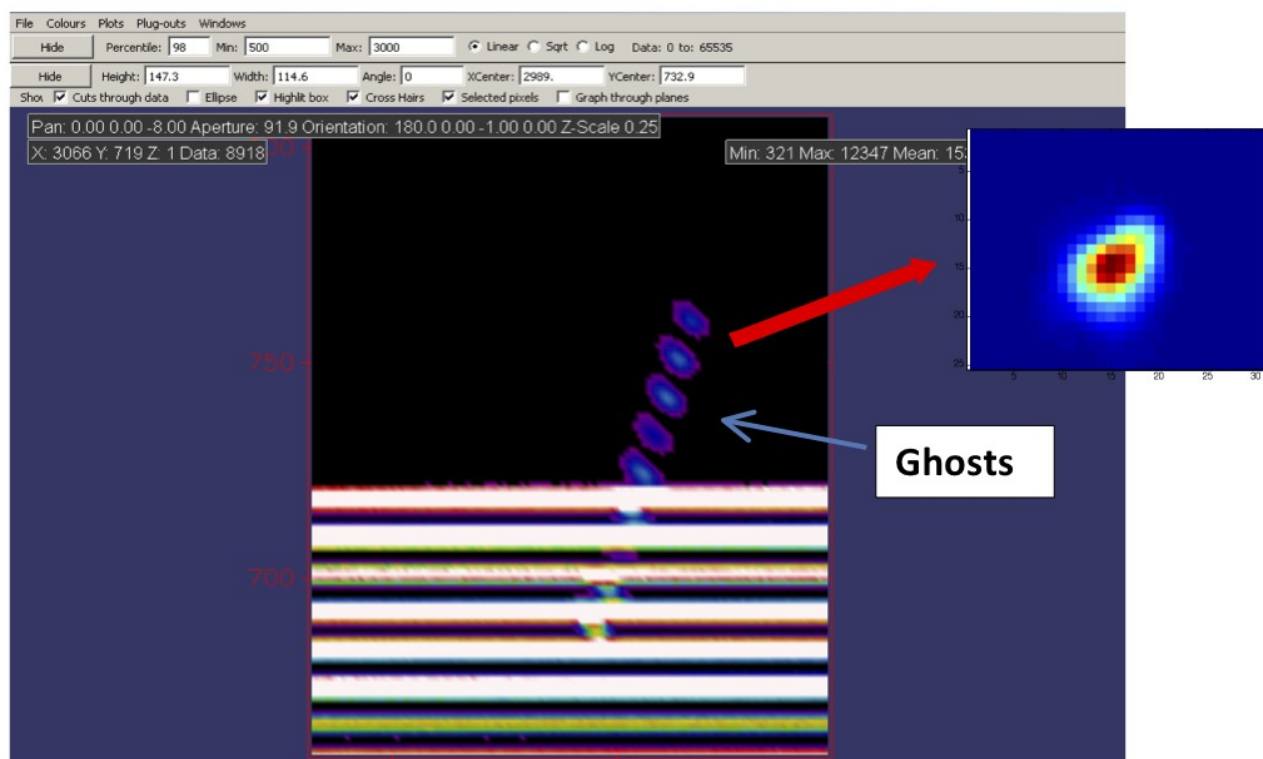 File Colours Plots Plug-outs Windows
Hide Percentile: 98 Min: 500 Max: 3000 Linear Sqrt Log Data: 0 to: 65535
Hide Height: 147.3 Width: 114.6 Angle: 0 XCenter: 2989. YCenter: 732.9
Cuts through data Ellipse Highlit box Cross Hairs Selected pixels Graph through planes
Pan: 0.00 0.00 -8.00 Aperture: 91.9 Orientation: 180.0 0.00 -1.00 0.00 Z-Scale 0.25
X: 3066 Y: 719 Z: 1 Data: 8918
Min: 321 Max: 12347 Mean:
5
10
15
20
25
5 10 15 20 25 30
750
Ghosts
700